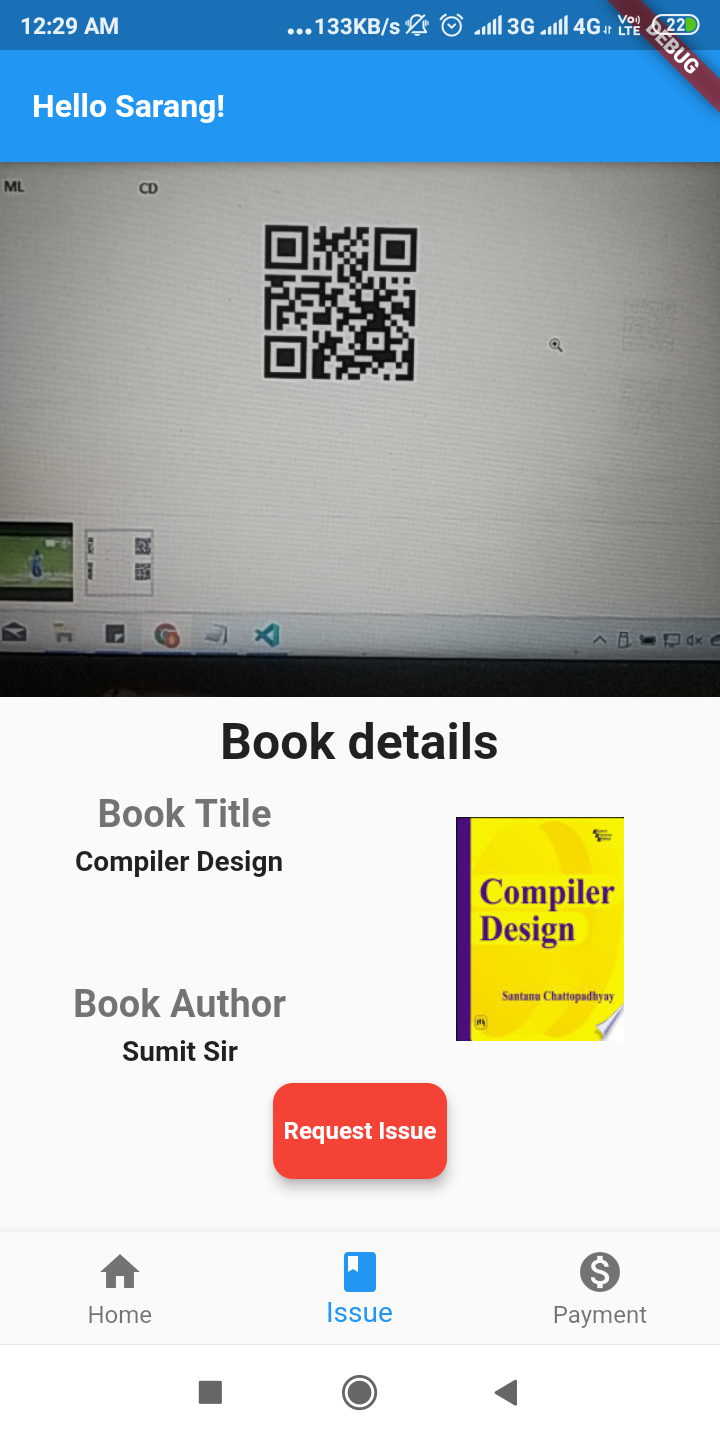 12:29 AM
...133KB/s 3G 4G Vo)) LTE 22
DEBUG
Hello Sarang!
ML CD
Book details
Book Title
Compiler Design
Compiler
Design
Santanu Chattopadhyay
Book Author
Sumit Sir
Request Issue
Home Issue Payment